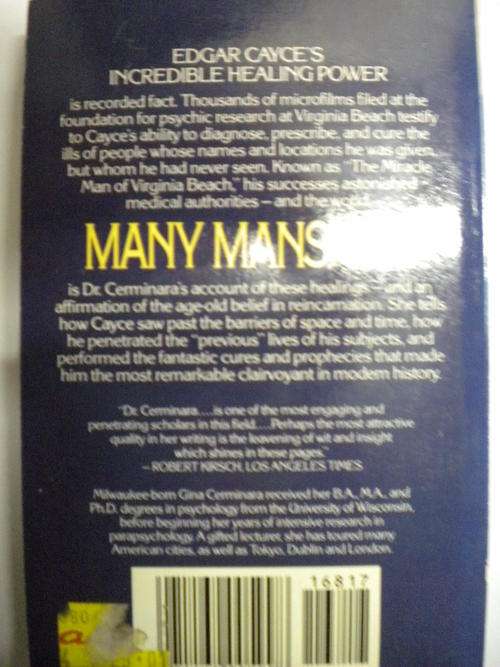 EDGAR CAYCE'S
INCREDIBLE HEALING POWER
is recorded fact. Thousands of microfilms filed at the
foundation for psychic research at Virginia Beach testify
to Cayce's ability to diagnose, prescribe, and cure the
ills of people whose names and locations he was given,
but whom he had never seen. Known as "The Miracle
Man of Virginia Beach," his successes astonished
medical authorities – and the world.
MANY MANS
is Dr. Cerminara's account of these healings – and an
affirmation of the age-old belief in reincarnation. She tells
how Cayce saw past the barriers of space and time, how
he penetrated the "previous" lives of his subjects, and
performed the fantastic cures and prophecies that made
him the most remarkable clairvoyant in modern history.
"Dr. Cerminara....is one of the most engaging and
penetrating scholars in this field....Perhaps the most attractive
quality in her writing is the leavening of wit and insight
which shines in these pages."
– ROBERT KIRSCH, LOS ANGELES TIMES
Milwaukee-born Gina Cerminara received her B.A., M.A., and
Ph.D. degrees in psychology from the University of Wisconsin,
before beginning her years of intensive research in
parapsychology. A gifted lecturer, she has toured many
American cities, as well as Tokyo, Dublin and London.
16817